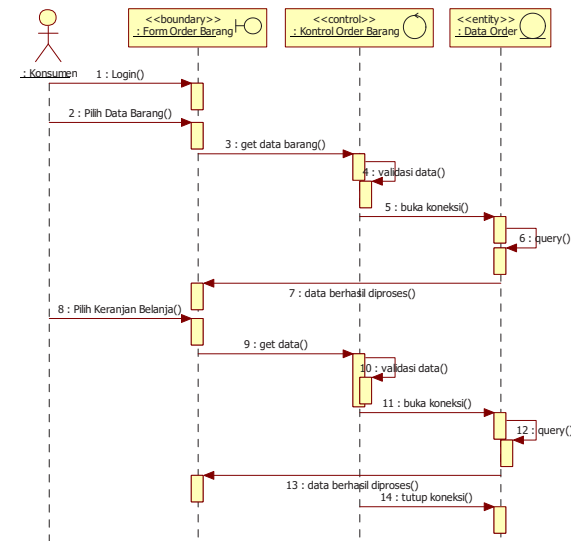 <<boundary>>
: Form Order Barang
<<control>>
: Kontrol Order Barang
<<entity>>
: Data Order
: Konsumen
1 : Login()
2 : Pilih Data Barang()
3 : get data barang()
4 : validasi data()
5 : buka koneksi()
6 : query()
7 : data berhasil diproses()
8 : Pilih Keranjan Belanja()
9 : get data()
10 : validasi data()
11 : buka koneksi()
12 : query()
13 : data berhasil diproses()
14 : tutup koneksi()